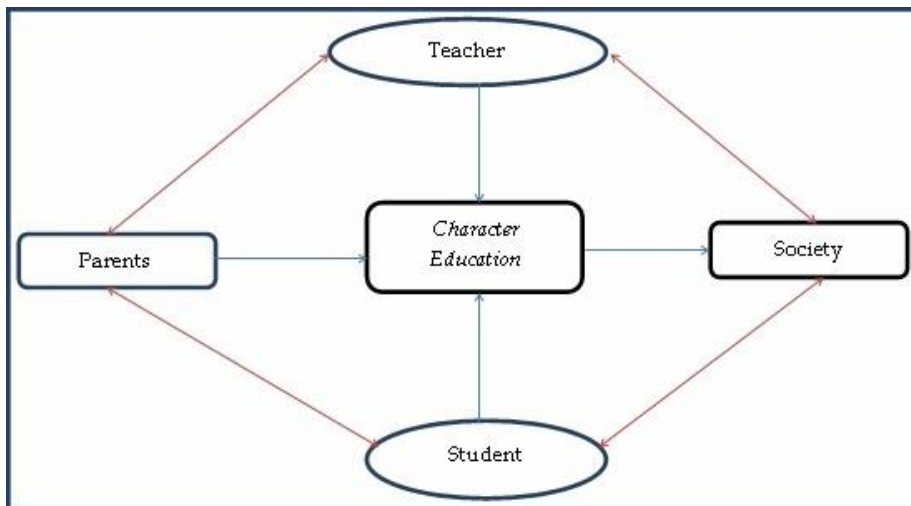 Teacher
Character
Education
Parents
Society
Student